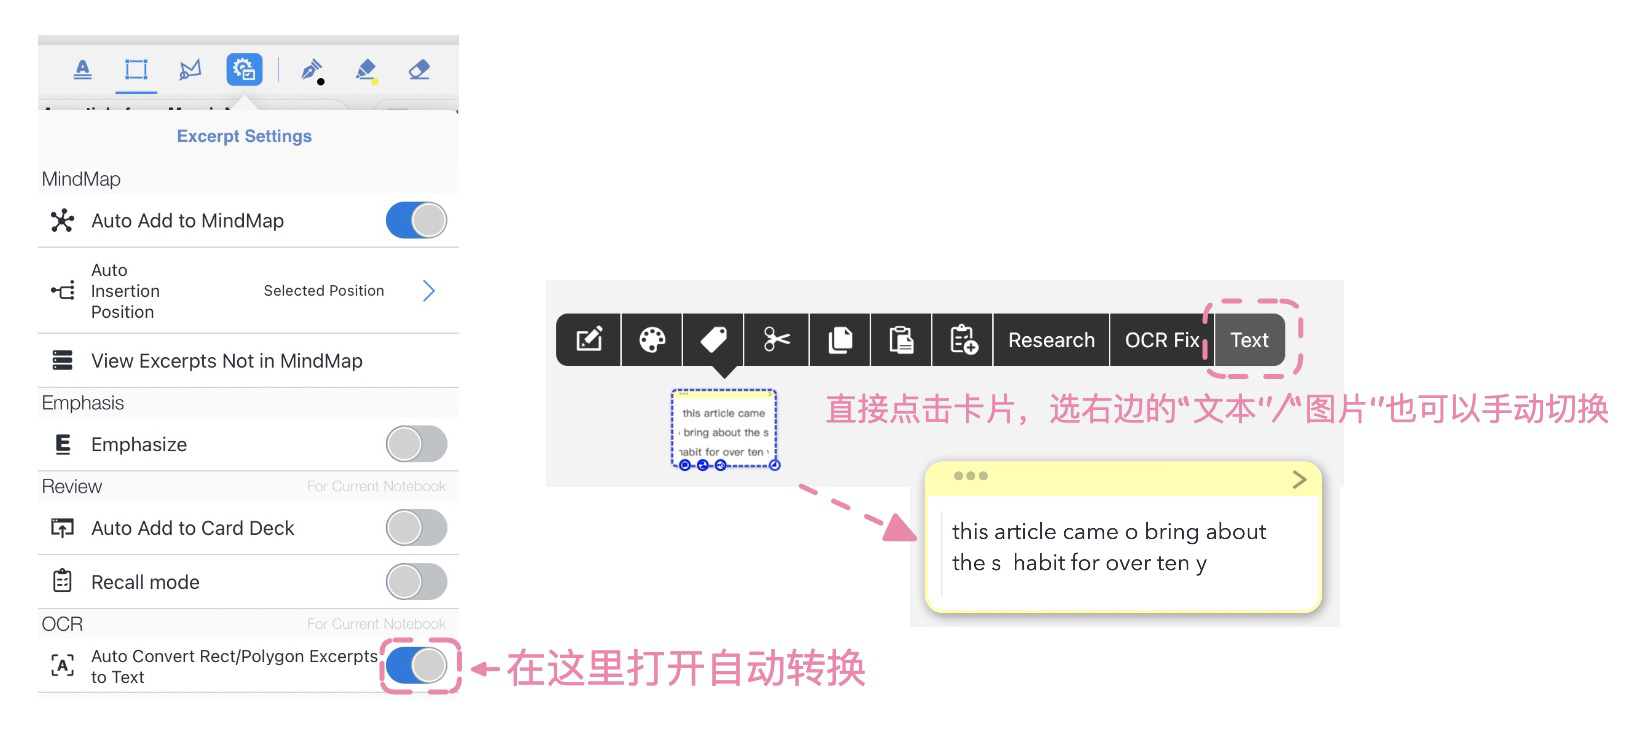 Excerpt Settings
MindMap
Auto Add to MindMap
Auto
Insertion
Position
Selected Position
View Excerpts Not in MindMap
Emphasis
Emphasize
Review
For Current Notebook
Auto Add to Card Deck
Recall mode
OCR
For Current Notebook
Auto Convert Rect/Polygon Excerpts
to Text
在这里打开自动转换
Research
OCR Fix
Text
this article came
bring about the s
habit for over ten
直接点击卡片，选右边的“文本”/“图片”也可以手动切换
this article came o bring about
the s habit for over ten y